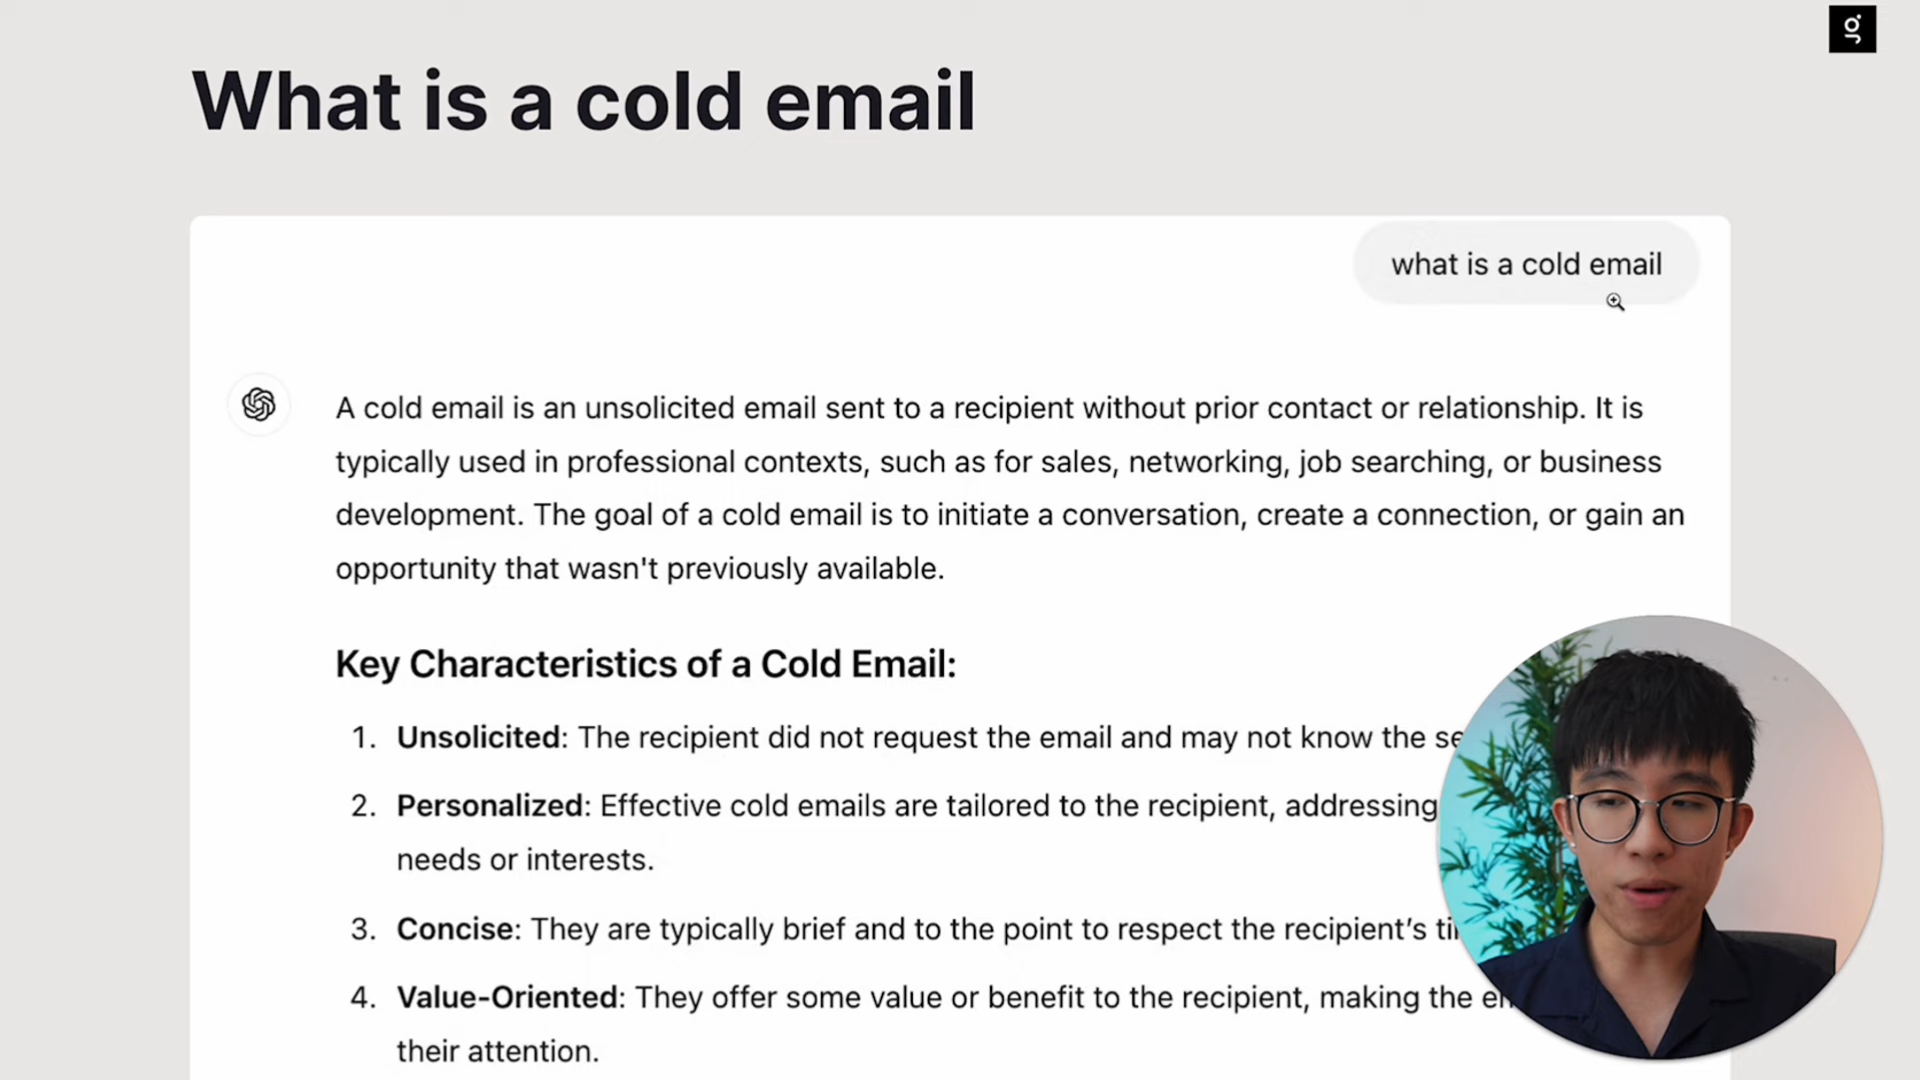 What is a cold email
what is a cold email
A cold email is an unsolicited email sent to a recipient without prior contact or relationship. It is
typically used in professional contexts, such as for sales, networking, job searching, or business
development. The goal of a cold email is to initiate a conversation, create a connection, or gain an
opportunity that wasn't previously available.
Key Characteristics of a Cold Email:
1. Unsolicited: The recipient did not request the email and may not know the
2. Personalized: Effective cold emails are tailored to the recipient, addressing
needs or interests.
3. Concise: They are typically brief and to the point to respect the recipient’s
4. Value-Oriented: They offer some value or benefit to the recipient, making the
their attention.